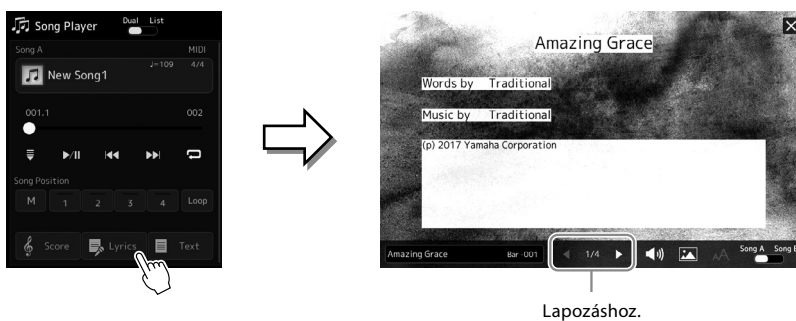 Song Player
Dual List
Song A MIDI
New Song1
♩=109 4/4
001.1 002
Song Position
M 1 2 3 4 Loop
Score Lyrics Text
Amazing Grace
Words by Traditional
Music by Traditional
(p) 2017 Yamaha Corporation
Amazing Grace Bar -001 1/4 AA Song A Song B
Lapozáshoz.